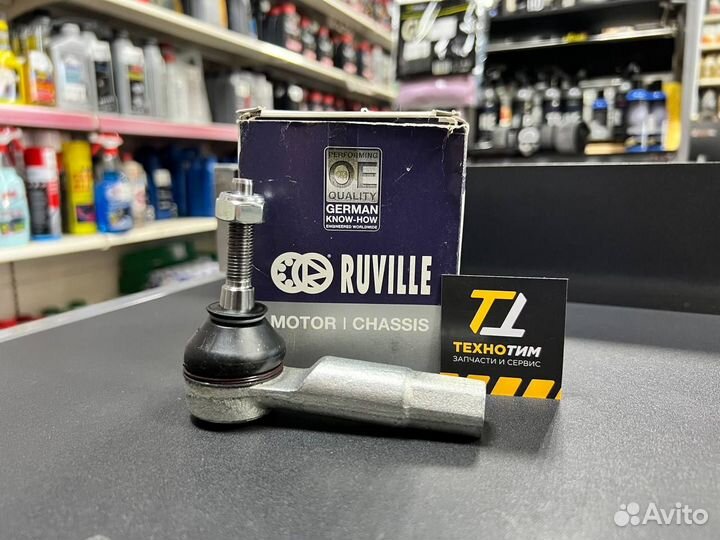 PERFORMING
OE
QUALITY
GERMAN
KNOW-HOW
ENGINEERED WORLDWIDE
RUVILLE
MOTOR | CHASSIS
ТЕХНОТИМ
ЗАПЧАСТИ И СЕРВИС
Avito